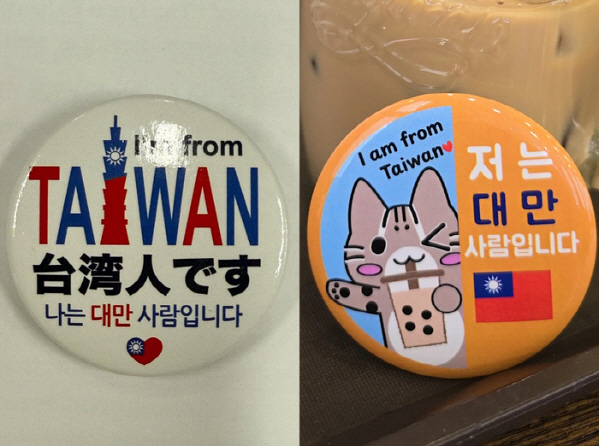 I'm from
TAIWAN
台湾人です
나는 대만 사람입니다
I am from
Taiwan
저는
대만
사람입니다